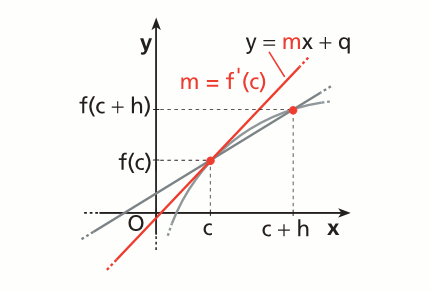 y
y = mx + q
m = f'(c)
f(c + h)
f(c)
O
c
c + h
x